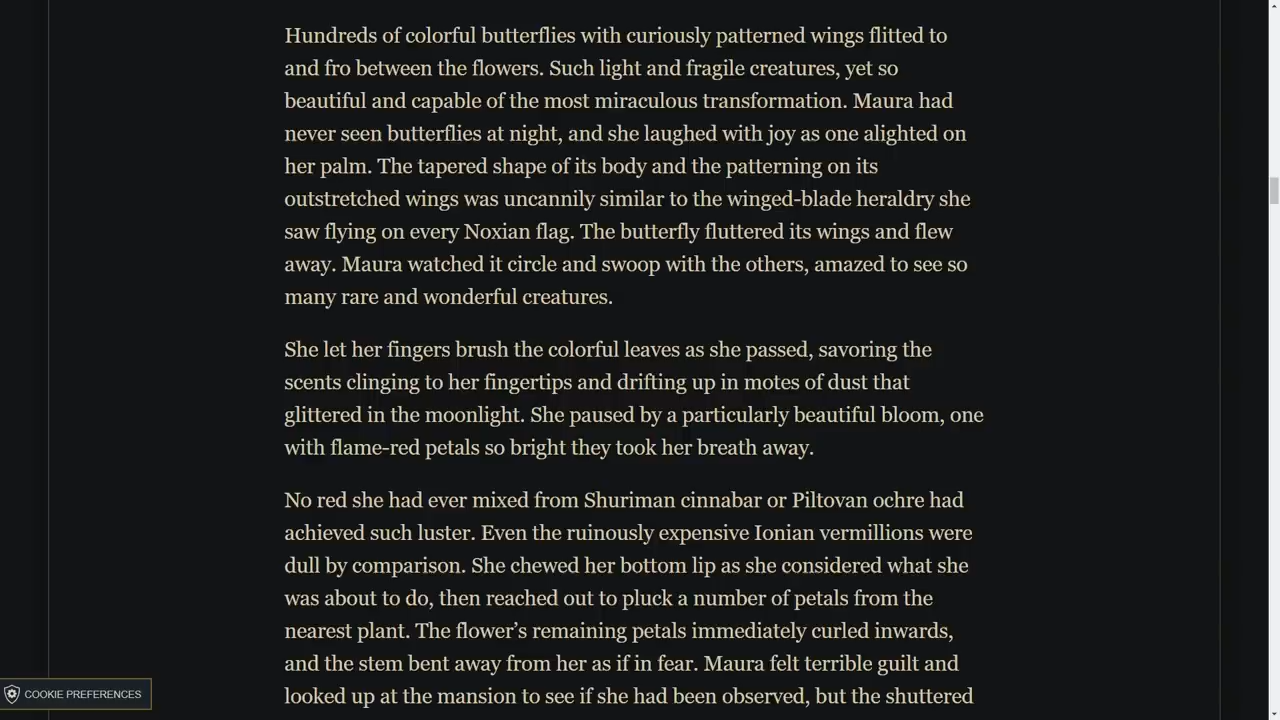 Hundreds of colorful butterflies with curiously patterned wings flitted to
and fro between the flowers. Such light and fragile creatures, yet so
beautiful and capable of the most miraculous transformation. Maura had
never seen butterflies at night, and she laughed with joy as one alighted on
her palm. The tapered shape of its body and the patterning on its
outstretched wings was uncannily similar to the winged-blade heraldry she
saw flying on every Noxian flag. The butterfly fluttered its wings and flew
away. Maura watched it circle and swoop with the others, amazed to see so
many rare and wonderful creatures.
She let her fingers brush the colorful leaves as she passed, savoring the
scents clinging to her fingertips and drifting up in motes of dust that
glittered in the moonlight. She paused by a particularly beautiful bloom, one
with flame-red petals so bright they took her breath away.
No red she had ever mixed from Shuriman cinnabar or Piltovan ochre had
achieved such luster. Even the ruinously expensive Ionian vermillions were
dull by comparison. She chewed her bottom lip as she considered what she
was about to do, then reached out to pluck a number of petals from the
nearest plant. The flower’s remaining petals immediately curled inwards,
and the stem bent away from her as if in fear. Maura felt terrible guilt and
looked up at the mansion to see if she had been observed, but the shuttered
COOKIE PREFERENCES